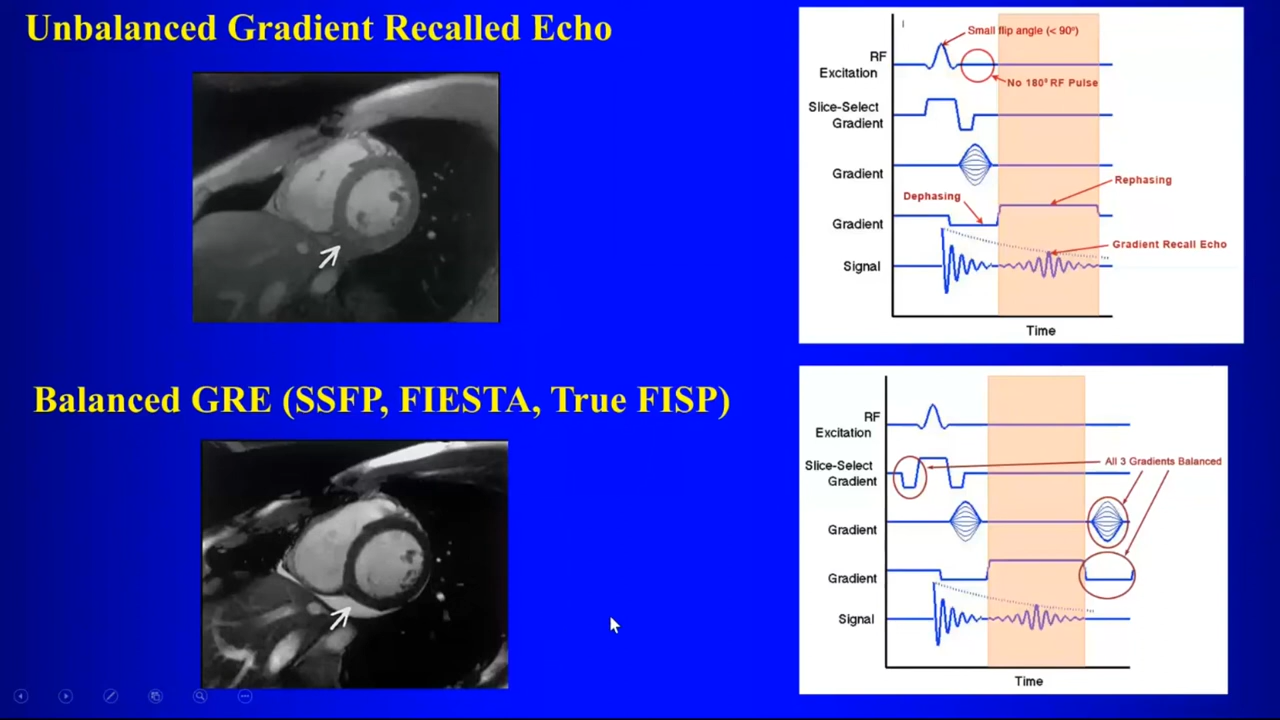 Unbalanced Gradient Recalled Echo
Small flip angle (< 90º)
RF
Excitation
No 180º RF Pulse
Slice-Select
Gradient
Gradient
Rephasing
Dephasing
Gradient
Gradient Recall Echo
Signal
Time
Balanced GRE (SSFP, FIESTA, True FISP)
RF
Excitation
All 3 Gradients Balanced
Slice-Select
Gradient
Gradient
Gradient
Signal
Time